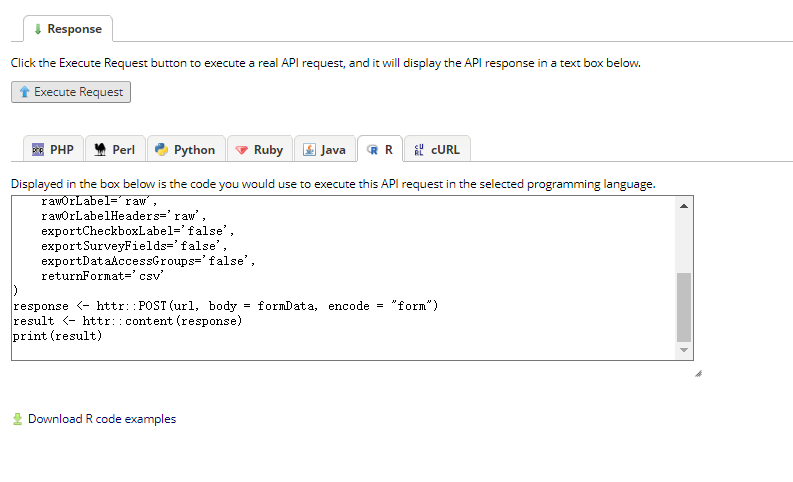 Response
Click the Execute Request button to execute a real API request, and it will display the API response in a text box below.
Execute Request
PHP Perl Python Ruby Java R cURL
Displayed in the box below is the code you would use to execute this API request in the selected programming language.
rawOrLabel='raw',
rawOrLabelHeaders='raw',
exportCheckboxLabel='false',
exportSurveyFields='false',
exportDataAccessGroups='false',
returnFormat='csv'
)
response <- httr::POST(url, body = formData, encode = "form")
result <- httr::content(response)
print(result)
Download R code examples